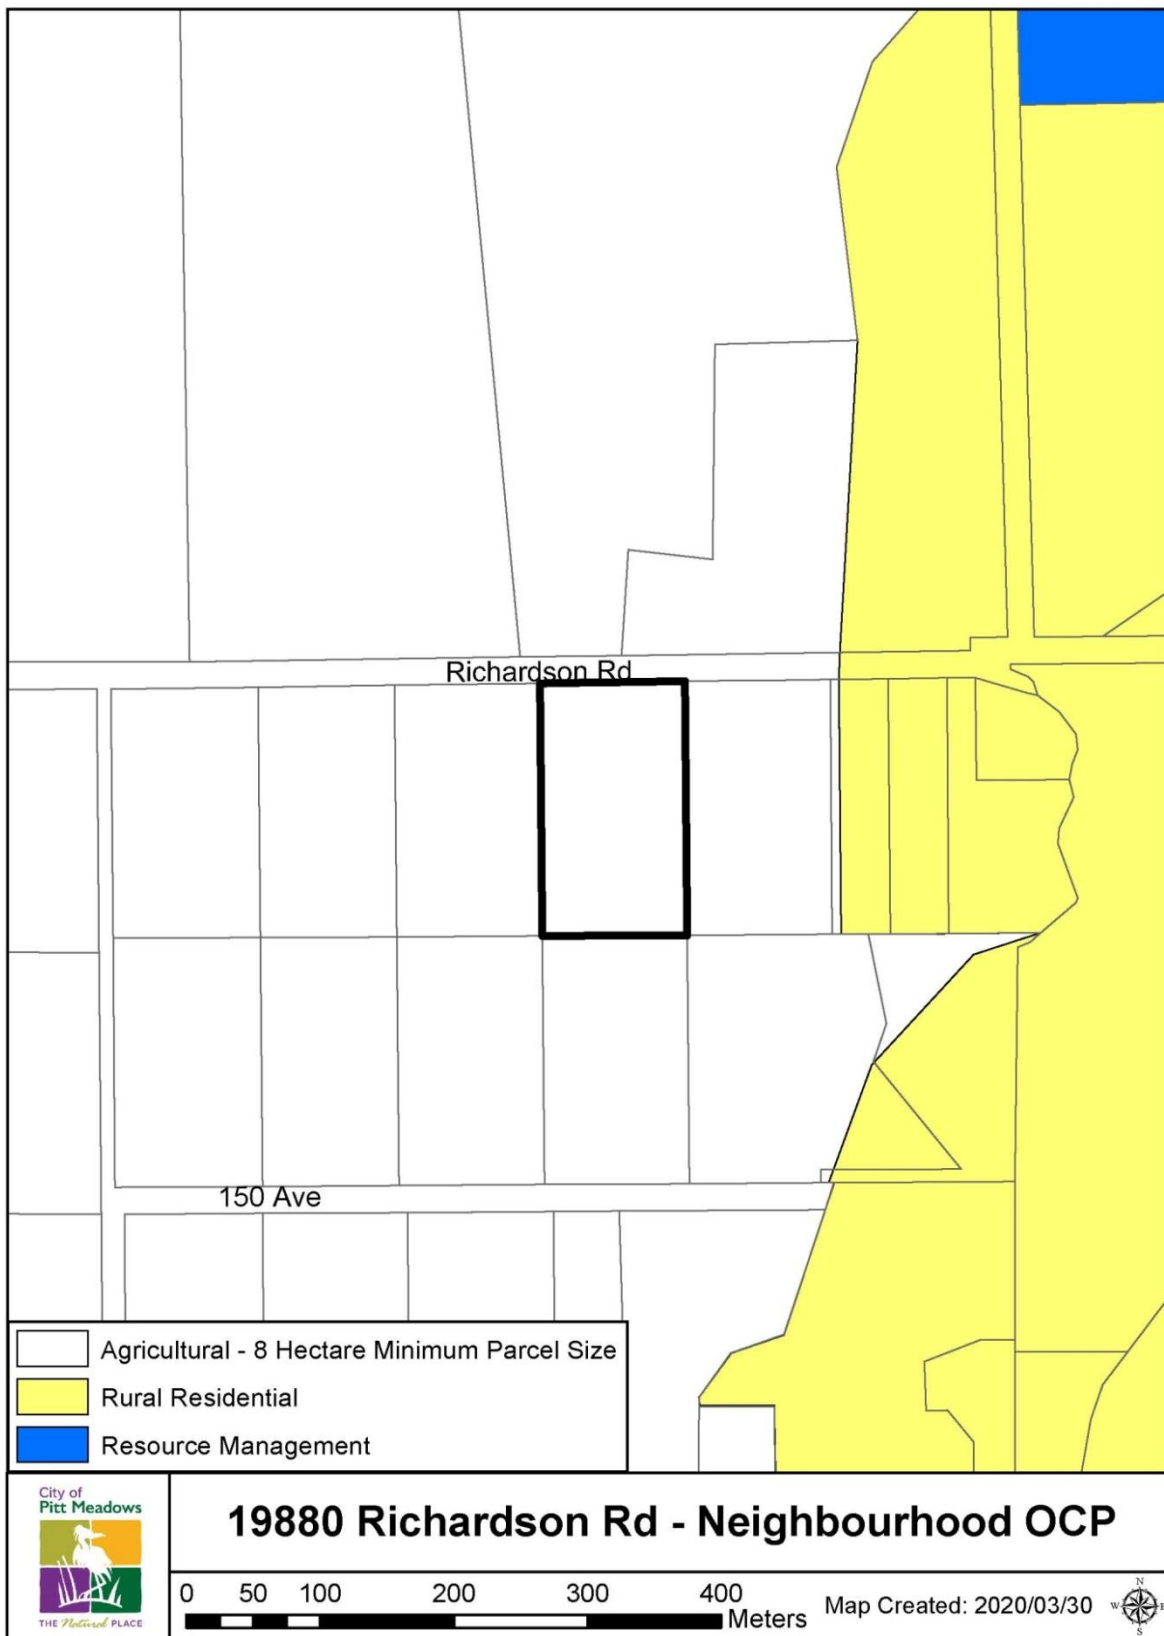 Richardson Rd
150 Ave
Agricultural - 8 Hectare Minimum Parcel Size
Rural Residential
Resource Management
City of
Pitt Meadows
THE Natural PLACE
19880 Richardson Rd - Neighbourhood OCP
0 50 100 200 300 400
Meters
Map Created: 2020/03/30
N
W E
S